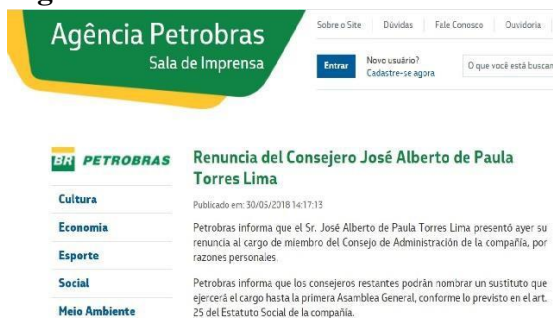 Agência Petrobras
Sala de Imprensa
Sobre o Site Dúvidas Fale Conosco Ouvidoria
Entrar
Novo usuário?
Cadastre-se agora
O que você está buscan
BR PETROBRAS
Cultura
Economia
Esporte
Social
Meio Ambiente
Renuncia del Consejero José Alberto de Paula
Torres Lima
Publicado em: 30/05/2018 14:17:13
Petrobras informa que el Sr. José Alberto de Paula Torres Lima presentó ayer su
renuncia al cargo de miembro del Consejo de Administración de la compañía, por
razones personales.
Petrobras informa que los consejeros restantes podrán nombrar un sustituto que
ejercerá el cargo hasta la primera Asamblea General, conforme lo previsto en el art.
25 del Estatuto Social de la compañía.